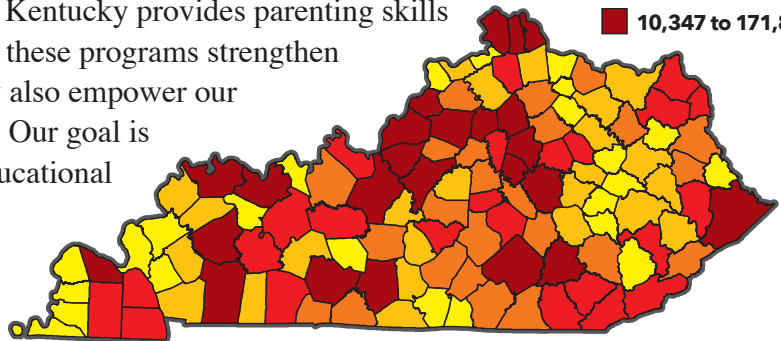 Kentucky provides parenting skills
these programs strengthen
also empower our
Our goal is
ucational
10,347 to 171,8